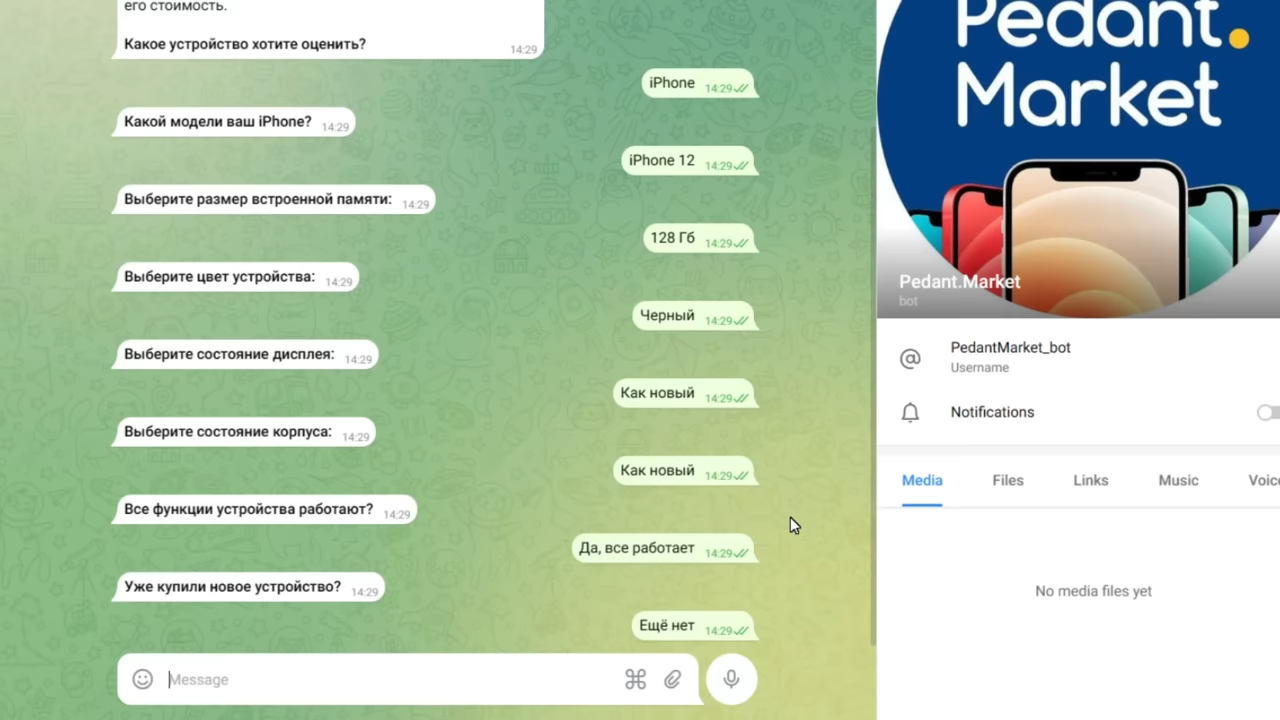 его стоимость.
Какое устройство хотите оценить? 14:29
iPhone 14:29
Какой модели ваш iPhone? 14:29
iPhone 12 14:29
Выберите размер встроенной памяти: 14:29
128 Гб 14:29
Выберите цвет устройства: 14:29
Черный 14:29
Выберите состояние дисплея: 14:29
Как новый 14:29
Выберите состояние корпуса: 14:29
Как новый 14:29
Все функции устройства работают? 14:29
Да, все работает 14:29
Уже купили новое устройство? 14:29
Ещё нет 14:29
Message
Pedant.
Market
Pedant.Market
bot
PedantMarket_bot
Username
Notifications
Media Files Links Music Voic
No media files yet